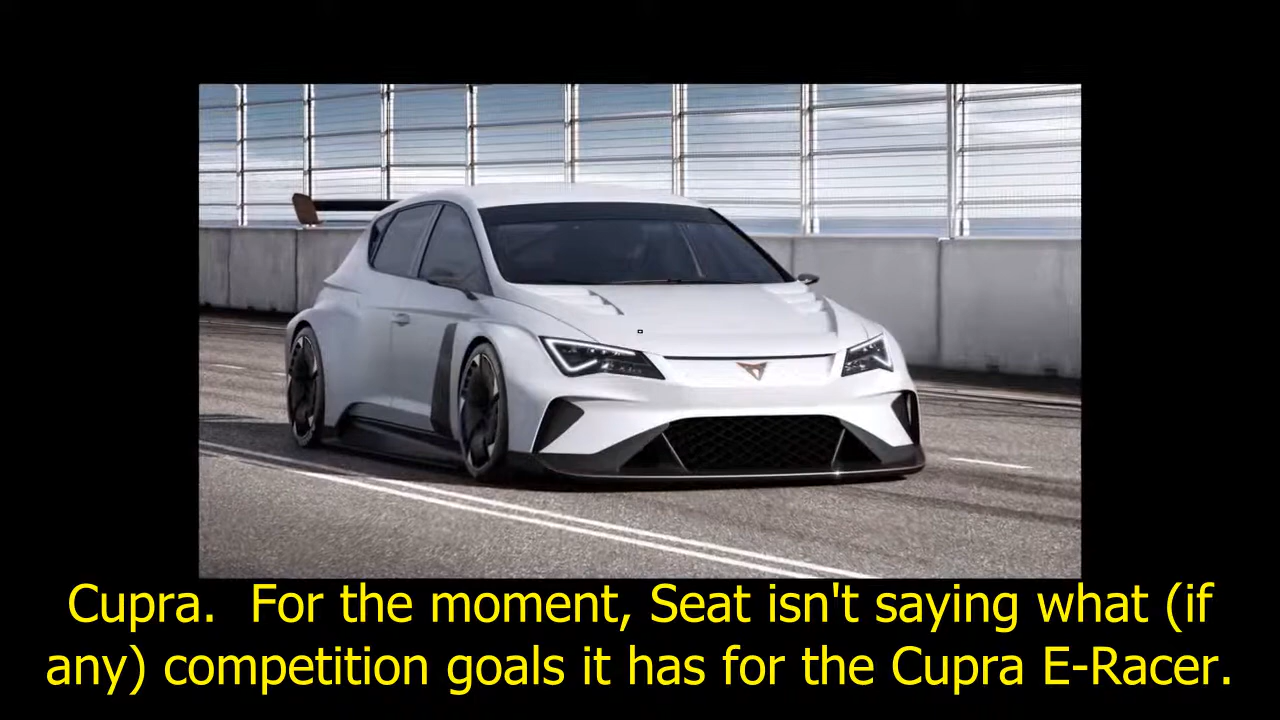 Cupra.  For the moment, Seat isn't saying what (if
any) competition goals it has for the Cupra E-Racer.